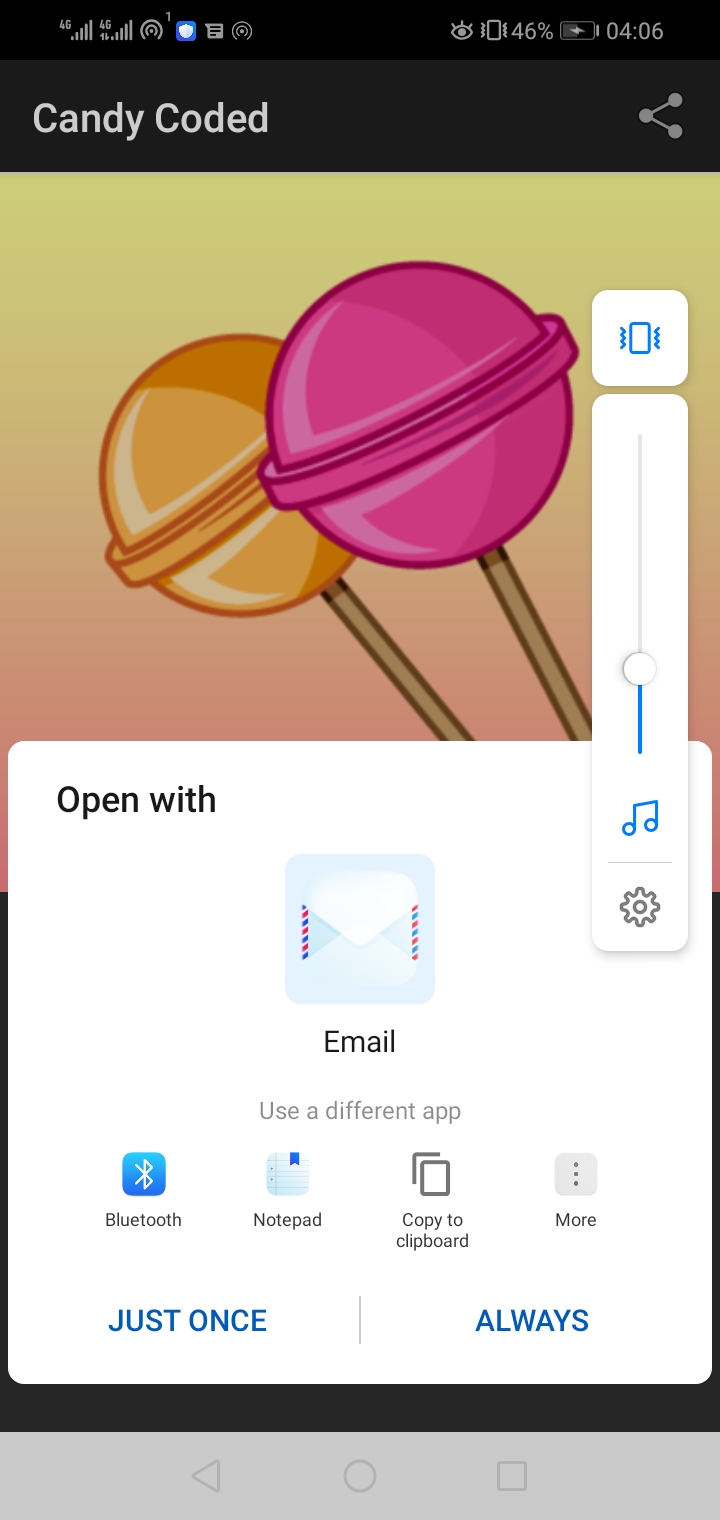 4G 4G 1 46% 04:06
Candy Coded
Open with
Email
Use a different app
Bluetooth Notepad Copy to clipboard More
JUST ONCE ALWAYS